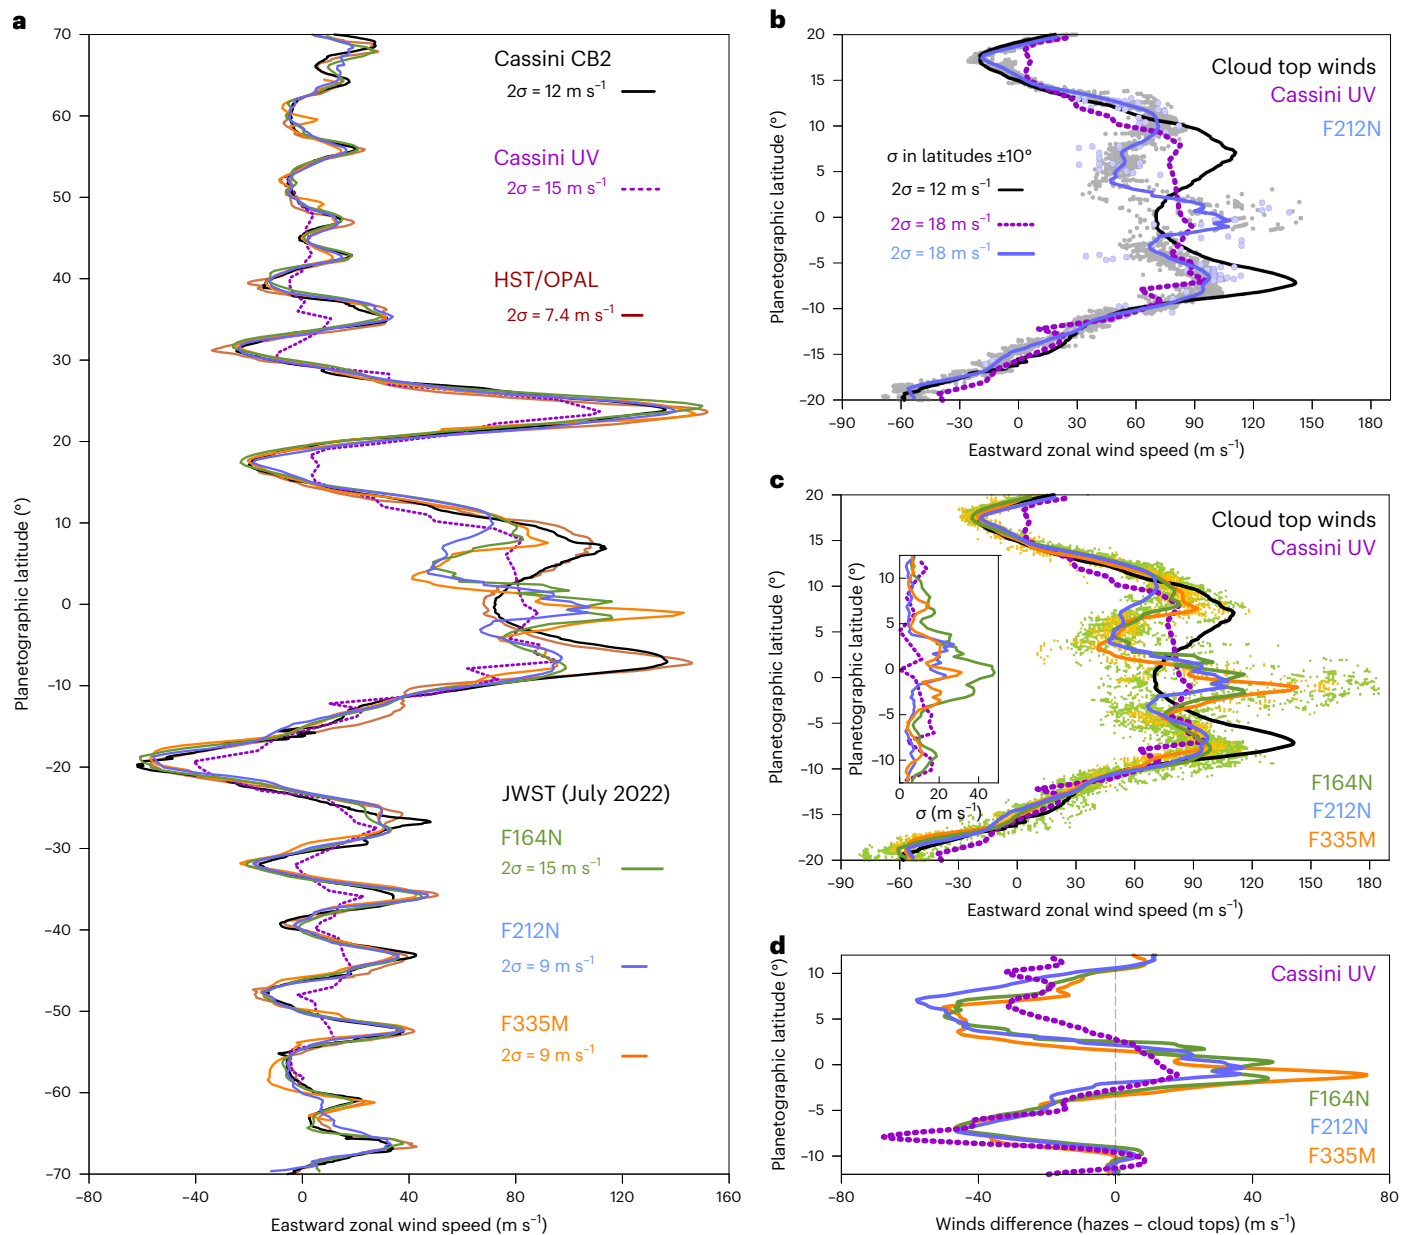 a
70
60
50
40
30
20
10
0
−10
−20
−30
−40
−50
−60
−70
Planetographic latitude (°)
−80
−40
0
40
80
120
160
Eastward zonal wind speed (m s−1)
Cassini CB2
2σ = 12 m s−1
Cassini UV
2σ = 15 m s−1
HST/OPAL
2σ = 7.4 m s−1
JWST (July 2022)
F164N
2σ = 15 m s−1
F212N
2σ = 9 m s−1
F335M
2σ = 9 m s−1
b
20
15
10
5
0
−5
−10
−15
−20
Planetographic latitude (°)
Cloud top winds
Cassini UV
F212N
σ in latitudes ±10°
2σ = 12 m s−1
2σ = 18 m s−1
2σ = 18 m s−1
−90
−60
−30
0
30
60
90
120
150
180
Eastward zonal wind speed (m s−1)
c
20
15
10
5
0
−5
−10
−15
−20
Planetographic latitude (°)
Cloud top winds
Cassini UV
10
5
0
−5
−10
Planetographic latitude (°)
0
20
40
σ (m s−1)
F164N
F212N
F335M
−90
−60
−30
0
30
60
90
120
150
180
Eastward zonal wind speed (m s−1)
d
10
5
0
−5
−10
Planetographic latitude (°)
Cassini UV
F164N
F212N
F335M
−80
−40
0
40
80
Winds difference (hazes – cloud tops) (m s−1)